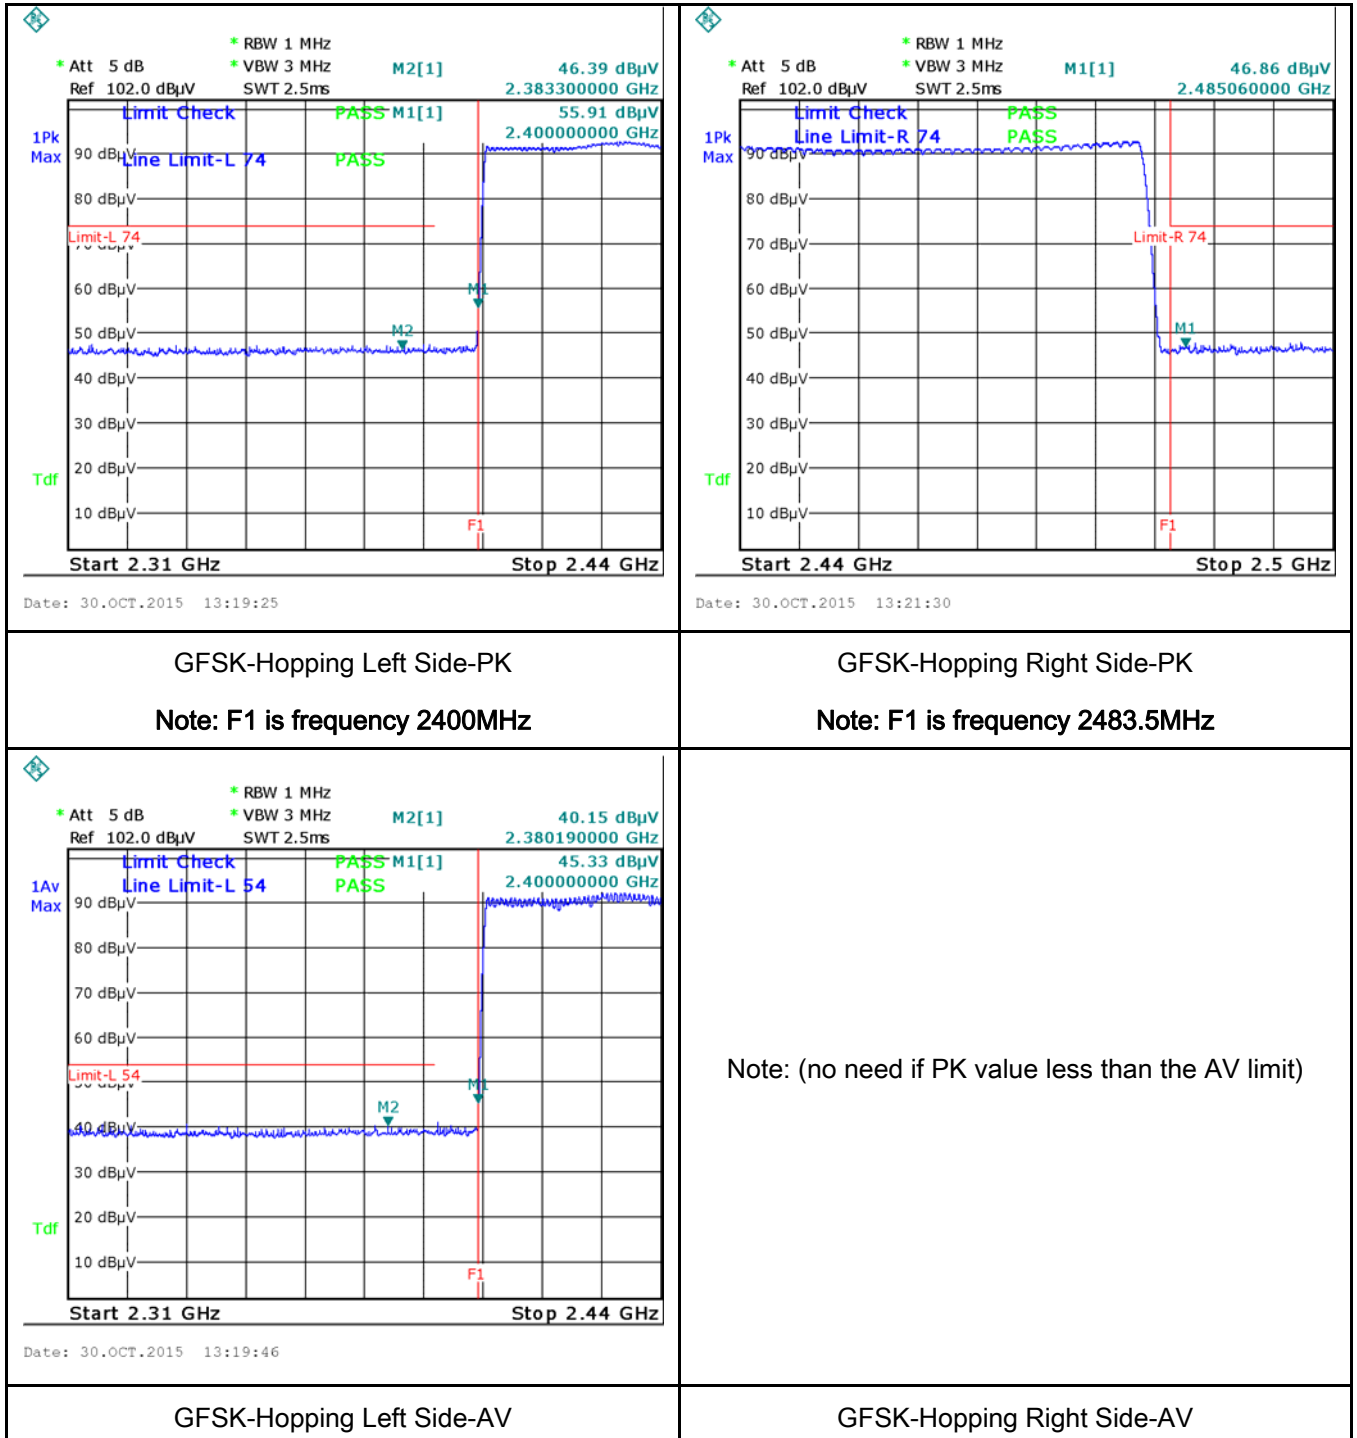 * RBW 1 MHz
* Att 5 dB * VBW 3 MHz M2[1] 46.39 dBµV
Ref 102.0 dBµV SWT 2.5ms 2.383300000 GHz
Limit Check PASS M1[1] 55.91 dBµV
2.400000000 GHz
1Pk
Max
90 dBµV
Line Limit-L 74 PASS
80 dBµV
Limit-L 74
70 dBµV
60 dBµV
M1
50 dBµV
M2
40 dBµV
30 dBµV
20 dBµV
Tdf
10 dBµV
F1
Start 2.31 GHz Stop 2.44 GHz
Date: 30.OCT.2015 13:19:25
* RBW 1 MHz
* Att 5 dB * VBW 3 MHz M1[1] 46.86 dBµV
Ref 102.0 dBµV SWT 2.5ms 2.485060000 GHz
Limit Check PASS
1Pk
Max
Line Limit-R 74 PASS
90 dBµV
80 dBµV
Limit-R 74
70 dBµV
60 dBµV
50 dBµV
M1
40 dBµV
30 dBµV
20 dBµV
Tdf
10 dBµV
F1
Start 2.44 GHz Stop 2.5 GHz
Date: 30.OCT.2015 13:21:30
GFSK-Hopping Left Side-PK
Note: F1 is frequency 2400MHz
GFSK-Hopping Right Side-PK
Note: F1 is frequency 2483.5MHz
* RBW 1 MHz
* Att 5 dB * VBW 3 MHz M2[1] 40.15 dBµV
Ref 102.0 dBµV SWT 2.5ms 2.380190000 GHz
Limit Check PASS M1[1] 45.33 dBµV
Line Limit-L 54 PASS 2.400000000 GHz
1Av
Max
90 dBµV
80 dBµV
70 dBµV
60 dBµV
Limit-L 54
50 dBµV
M1
M2
40 dBµV
30 dBµV
20 dBµV
Tdf
10 dBµV
F1
Start 2.31 GHz Stop 2.44 GHz
Date: 30.OCT.2015 13:19:46
Note: (no need if PK value less than the AV limit)
GFSK-Hopping Left Side-AV
GFSK-Hopping Right Side-AV